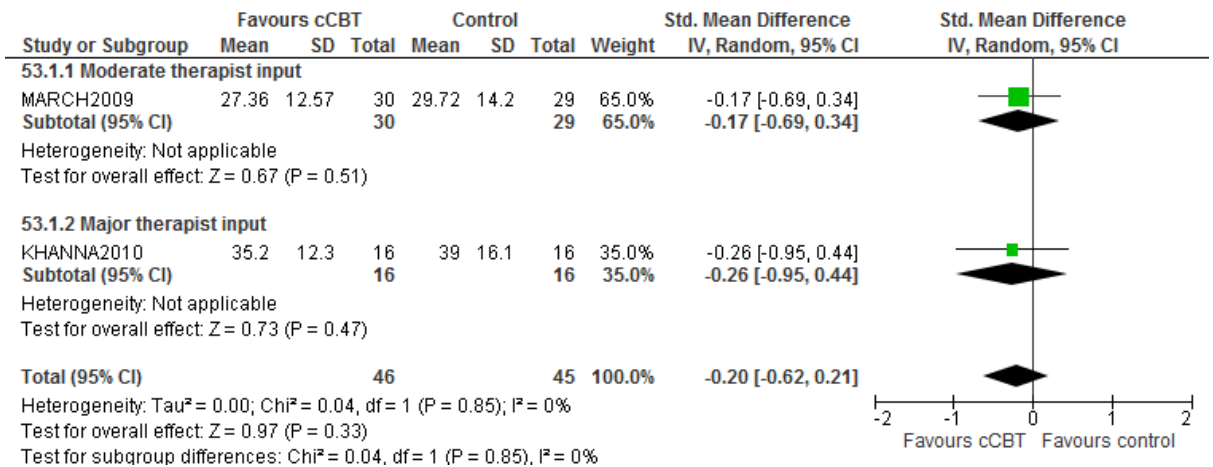 Favours cCBT Control Std. Mean Difference Std. Mean Difference
Study or Subgroup Mean SD Total Mean SD Total Weight IV, Random, 95% CI IV, Random, 95% CI
53.1.1 Moderate therapist input
MARCH2009 27.36 12.57 30 29.72 14.2 29 65.0% -0.17 [-0.69, 0.34]
Subtotal (95% CI) 30 29 65.0% -0.17 [-0.69, 0.34]
Heterogeneity: Not applicable
Test for overall effect: Z = 0.67 (P = 0.51)
53.1.2 Major therapist input
KHANNA2010 35.2 12.3 16 39 16.1 16 35.0% -0.26 [-0.95, 0.44]
Subtotal (95% CI) 16 16 35.0% -0.26 [-0.95, 0.44]
Heterogeneity: Not applicable
Test for overall effect: Z = 0.73 (P = 0.47)
Total (95% CI) 46 45 100.0% -0.20 [-0.62, 0.21]
Heterogeneity: Tau² = 0.00; Chi² = 0.04, df = 1 (P = 0.85); I² = 0%
Test for overall effect: Z = 0.97 (P = 0.33)
Test for subgroup differences: Chi² = 0.04, df = 1 (P = 0.85), I² = 0%
-2 -1 0 1 2
Favours cCBT Favours control